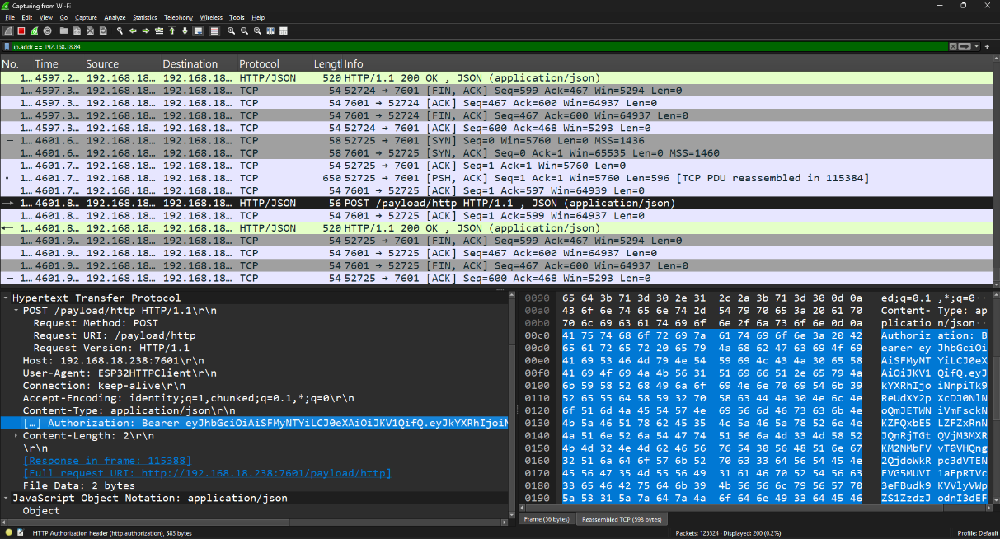 Capturing from Wi-Fi
File Edit View Go Capture Analyze Statistics Telephony Wireless Tools Help
ip.addr == 192.168.18.84
No. Time Source Destination Protocol Lengt Info
1… 4597.2… 192.168.18… 192.168.18… HTTP/JSON 520 HTTP/1.1 200 OK , JSON (application/json)
1… 4597.3… 192.168.18… 192.168.18… TCP 54 52724 → 7601 [FIN, ACK] Seq=599 Ack=467 Win=5294 Len=0
1… 4597.3… 192.168.18… 192.168.18… TCP 54 7601 → 52724 [ACK] Seq=467 Ack=600 Win=64937 Len=0
1… 4597.3… 192.168.18… 192.168.18… TCP 54 7601 → 52724 [FIN, ACK] Seq=467 Ack=600 Win=64937 Len=0
1… 4597.3… 192.168.18… 192.168.18… TCP 54 52724 → 7601 [ACK] Seq=600 Ack=468 Win=5293 Len=0
1… 4601.6… 192.168.18… 192.168.18… TCP 58 52725 → 7601 [SYN] Seq=0 Win=5760 Len=0 MSS=1436
1… 4601.6… 192.168.18… 192.168.18… TCP 58 7601 → 52725 [SYN, ACK] Seq=0 Ack=1 Win=65535 Len=0 MSS=1460
1… 4601.7… 192.168.18… 192.168.18… TCP 54 52725 → 7601 [ACK] Seq=1 Ack=1 Win=5760 Len=0
1… 4601.7… 192.168.18… 192.168.18… TCP 650 52725 → 7601 [PSH, ACK] Seq=1 Ack=1 Win=5760 Len=596 [TCP PDU reassembled in 115384]
1… 4601.7… 192.168.18… 192.168.18… TCP 54 7601 → 52725 [ACK] Seq=1 Ack=597 Win=64939 Len=0
1… 4601.8… 192.168.18… 192.168.18… HTTP/JSON 56 POST /payload/http HTTP/1.1 , JSON (application/json)
1… 4601.8… 192.168.18… 192.168.18… TCP 54 7601 → 52725 [ACK] Seq=1 Ack=599 Win=64937 Len=0
1… 4601.8… 192.168.18… 192.168.18… HTTP/JSON 520 HTTP/1.1 200 OK , JSON (application/json)
1… 4601.9… 192.168.18… 192.168.18… TCP 54 52725 → 7601 [FIN, ACK] Seq=599 Ack=467 Win=5294 Len=0
1… 4601.9… 192.168.18… 192.168.18… TCP 54 7601 → 52725 [ACK] Seq=467 Ack=600 Win=64937 Len=0
1… 4601.9… 192.168.18… 192.168.18… TCP 54 7601 → 52725 [FIN, ACK] Seq=467 Ack=600 Win=64937 Len=0
1… 4601.9… 192.168.18… 192.168.18… TCP 54 52725 → 7601 [ACK] Seq=600 Ack=468 Win=5293 Len=0
Hypertext Transfer Protocol
POST /payload/http HTTP/1.1\r\n
Request Method: POST
Request URI: /payload/http
Request Version: HTTP/1.1
Host: 192.168.18.238:7601\r\n
User-Agent: ESP32HTTPClient\r\n
Connection: keep-alive\r\n
Accept-Encoding: identity;q=1,chunked;q=0.1,*;q=0\r\n
Content-Type: application/json\r\n
[…] Authorization: Bearer eyJhbGciOiAiSFMyNTYiLCJ0eXAiOiJKV1QifQ.eyJkYXRhIjoiN
Content-Length: 2\r\n
\r\n
[Response in frame: 115388]
[Full request URI: http://192.168.18.238:7601/payload/http]
File Data: 2 bytes
JavaScript Object Notation: application/json
Object
0090 65 64 3b 71 3d 30 2e 31 2c 2a 3b 71 3d 30 0d 0a ed;q=0.1 ,*;q=0··
00a0 43 6f 6e 74 65 6e 74 2d 54 79 70 65 3a 20 61 70 Content- Type: ap
00b0 70 6c 69 63 61 74 69 6f 6e 2f 6a 73 6f 6e 0d 0a plicatio n/json··
00c0 41 75 74 68 6f 72 69 7a 61 74 69 6f 6e 3a 20 42 Authoriz ation: B
00d0 65 61 72 65 72 20 65 79 4a 68 62 47 63 69 4f 69 earer ey JhbGciOi
00e0 41 69 53 46 4d 79 4e 54 59 69 4c 43 4a 30 65 58 AiSFMyNT YiLCJ0eX
00f0 41 69 4f 69 4a 4b 56 31 51 69 66 51 2e 65 79 4a AiOiJKV1 QifQ.eyJ
0100 6b 59 58 52 68 49 6a 6f 69 4e 6e 70 69 54 6b 39 kYXRhIjo iNnpiTk9
0110 52 65 55 64 58 59 32 70 58 63 44 4a 30 4e 6c 4e ReUdXY2p XcDJ0NlN
0120 6f 51 6d 4a 45 54 57 4e 69 56 6d 46 73 63 6b 4e oQmJETWN iVmFsckN
0130 4b 5a 46 51 78 62 45 35 4c 5a 46 5a 78 52 6e 4e KZFQxbE5 LZFZxRnN
0140 4a 51 6e 52 6a 54 47 74 51 56 6a 4d 33 4d 58 52 JQnRjTGt QVjM3MXR
0150 4b 4d 32 4e 4d 62 46 56 76 54 30 56 48 51 6e 67 KM2NMbFV vT0VHQng
0160 32 51 6a 64 6f 57 6b 52 70 63 33 64 56 54 45 4e 2QjdoWkR pc3dVTEN
0170 45 56 47 35 4d 55 56 49 31 61 46 70 52 54 56 63 EVG5MUVI 1aFpRTVc
0180 33 65 46 42 75 64 6b 39 4b 56 56 6c 79 56 57 70 3eFBudk9 KVVlyVWp
0190 5a 53 31 5a 7a 64 7a 4a 6f 64 6e 49 33 64 45 46 ZS1ZzdzJ odnI3dEF
Frame (56 bytes) Reassembled TCP (598 bytes)
HTTP Authorization header (http.authorization), 383 bytes Packets: 125524 · Displayed: 200 (0.2%) Profile: Default